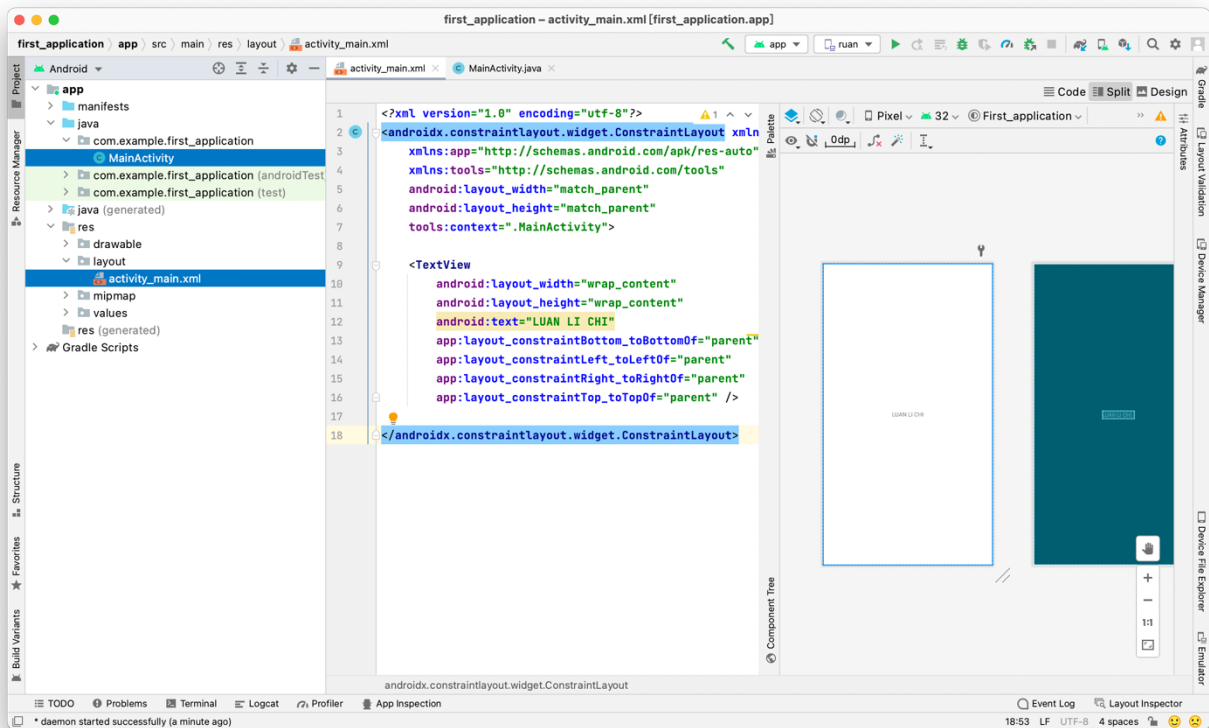 first_application – activity_main.xml [first_application.app]
first_application
app
src
main
res
layout
activity_main.xml
app
ruan
Android
activity_main.xml
MainActivity.java
Code
Split
Design
Project
Resource Manager
Structure
Favorites
Build Variants
app
manifests
java
com.example.first_application
MainActivity
com.example.first_application (androidTest
com.example.first_application (test)
java (generated)
res
drawable
layout
activity_main.xml
mipmap
values
res (generated)
Gradle Scripts
1 <?xml version="1.0" encoding="utf-8"?>
1
2 <androidx.constraintlayout.widget.ConstraintLayout xmln
3 xmlns:app="http://schemas.android.com/apk/res-auto"
4 xmlns:tools="http://schemas.android.com/tools"
5 android:layout_width="match_parent"
6 android:layout_height="match_parent"
7 tools:context=".MainActivity">
8
9 <TextView
10 android:layout_width="wrap_content"
11 android:layout_height="wrap_content"
12 android:text="LUAN LI CHI"
13 app:layout_constraintBottom_toBottomOf="parent"
14 app:layout_constraintLeft_toLeftOf="parent"
15 app:layout_constraintRight_toRightOf="parent"
16 app:layout_constraintTop_toTopOf="parent" />
17
18 </androidx.constraintlayout.widget.ConstraintLayout>
androidx.constraintlayout.widget.ConstraintLayout
Palette
Component Tree
Pixel
32
First_application
0dp
LUAN LI CHI
LUAN LI CHI
1:1
Attributes
Gradle
Layout Validation
Device Manager
Device File Explorer
Emulator
TODO
Problems
Terminal
Logcat
Profiler
App Inspection
Event Log
Layout Inspector
* daemon started successfully (a minute ago)
18:53 LF UTF-8 4 spaces